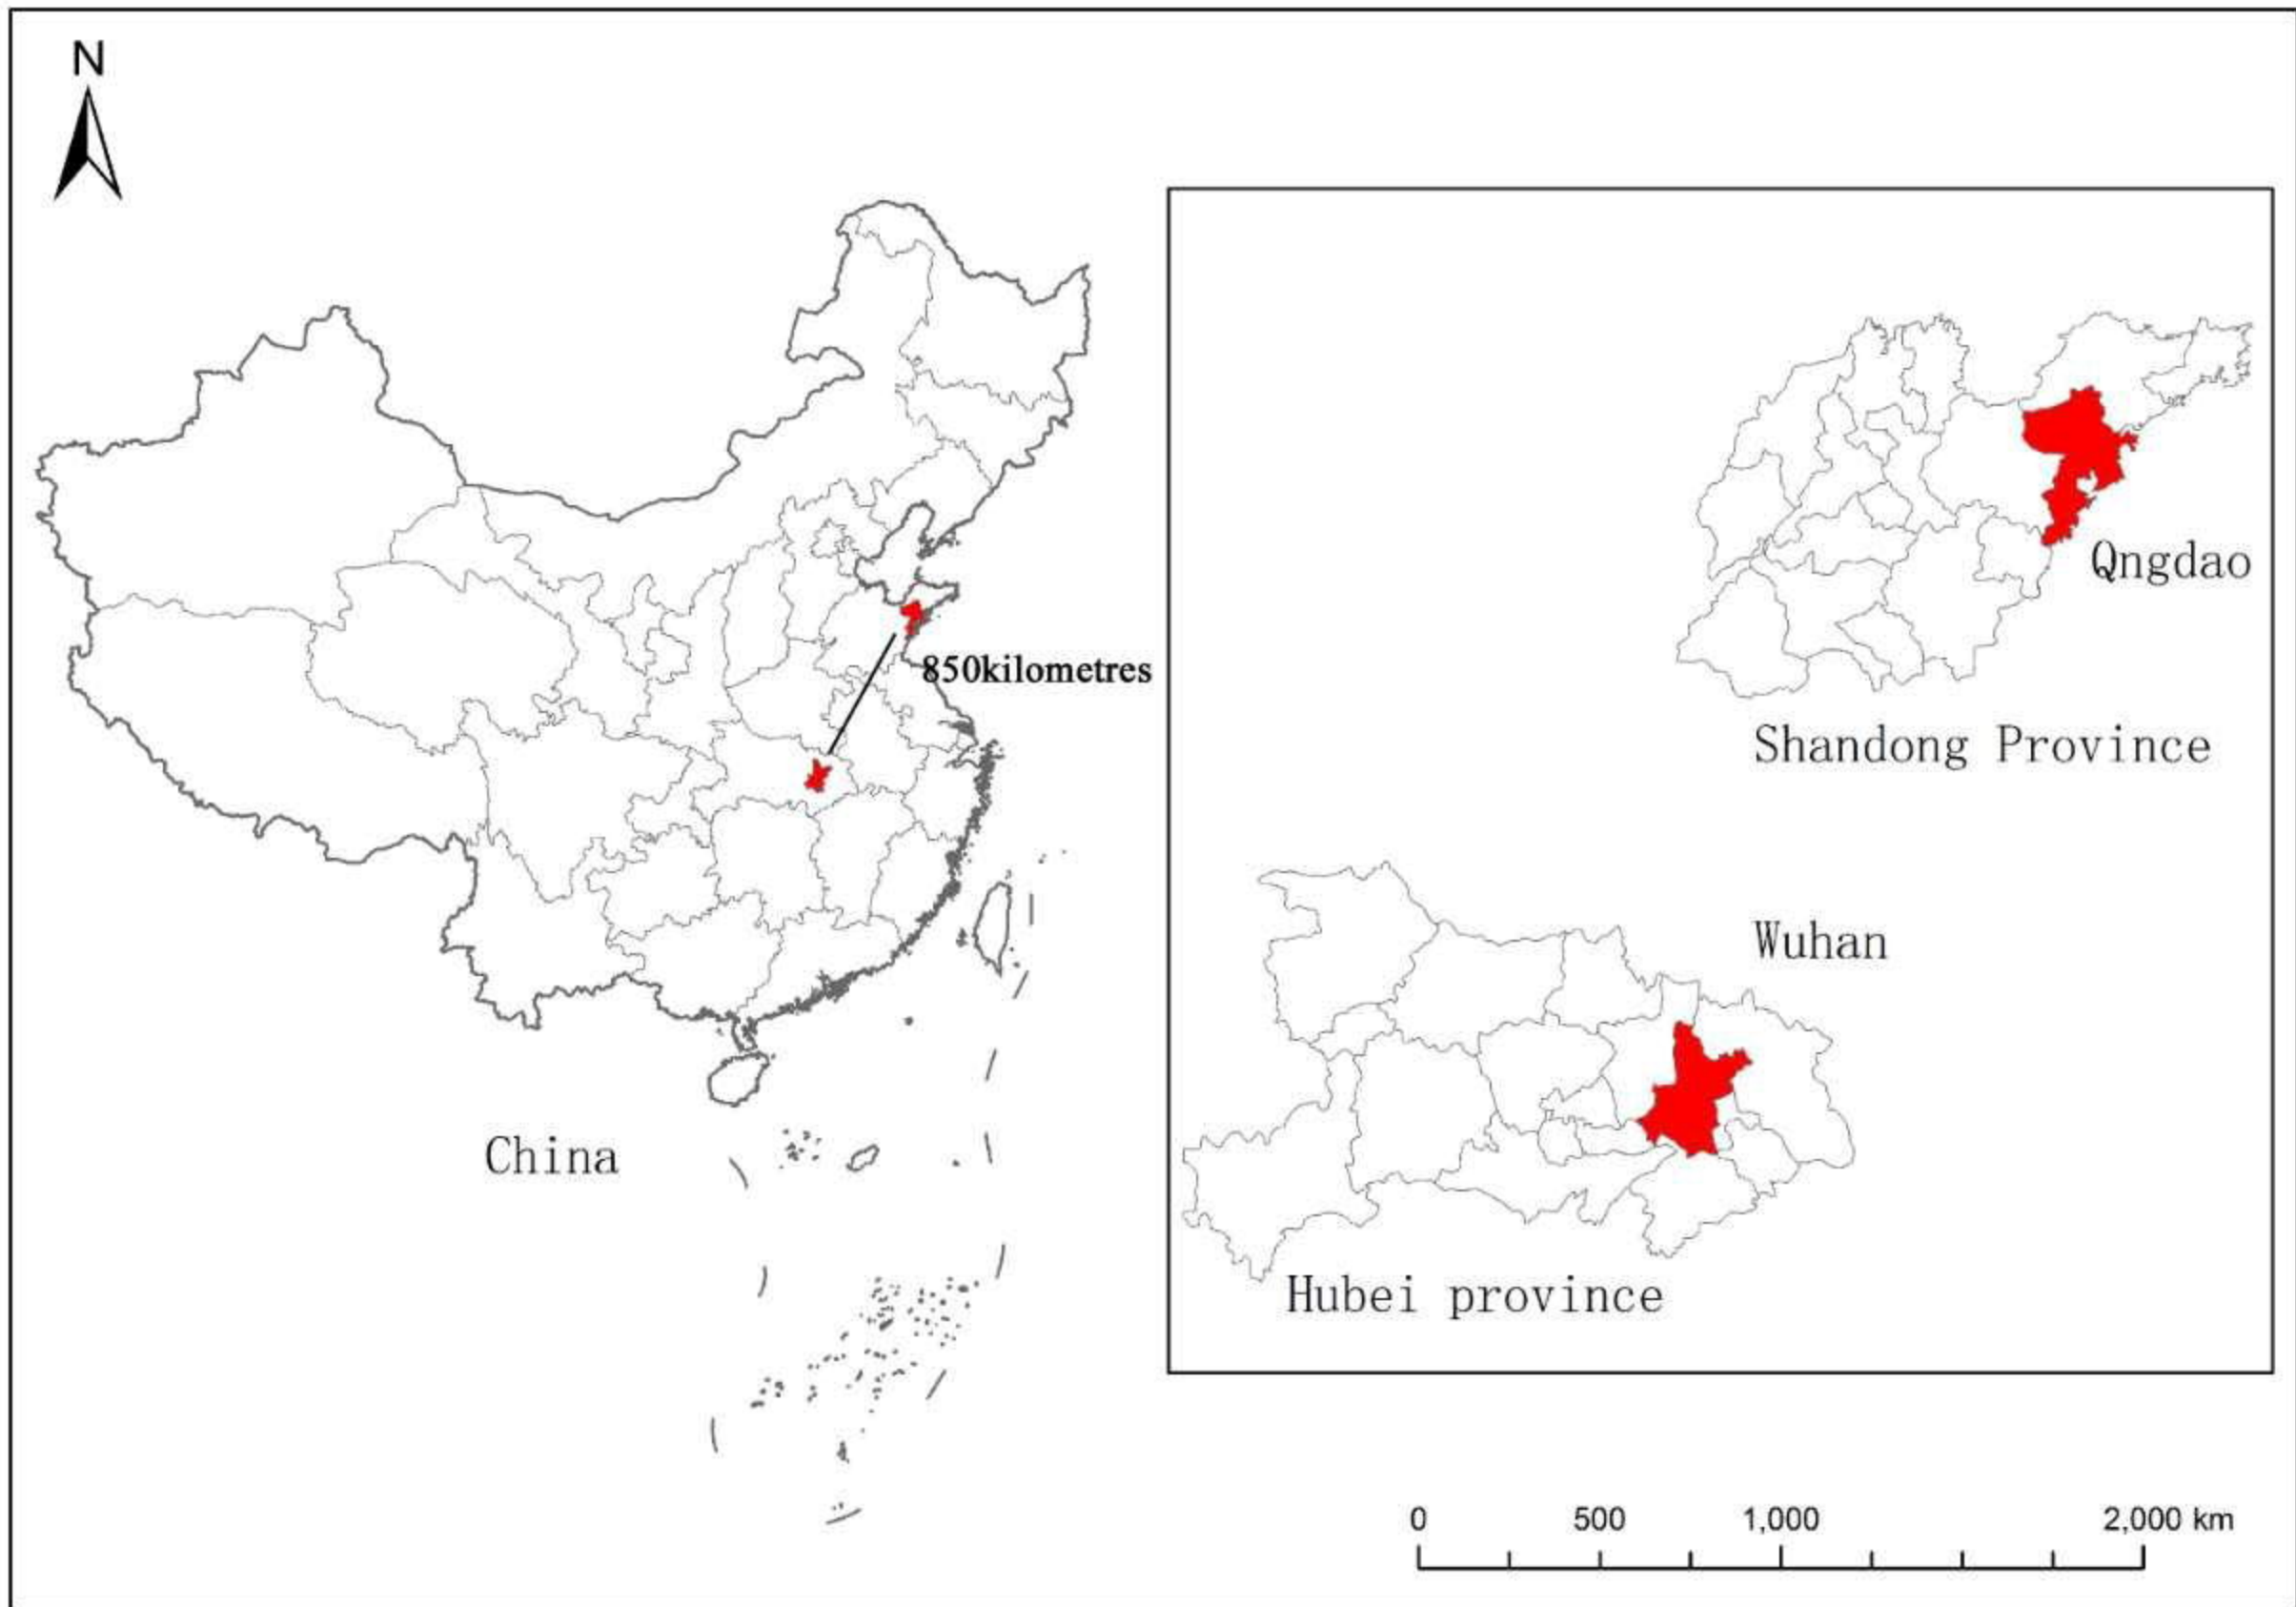 N
850kilometres
Qngdao
Shandong Province
Wuhan
China
Hubei province
0 500 1,000 2,000 km